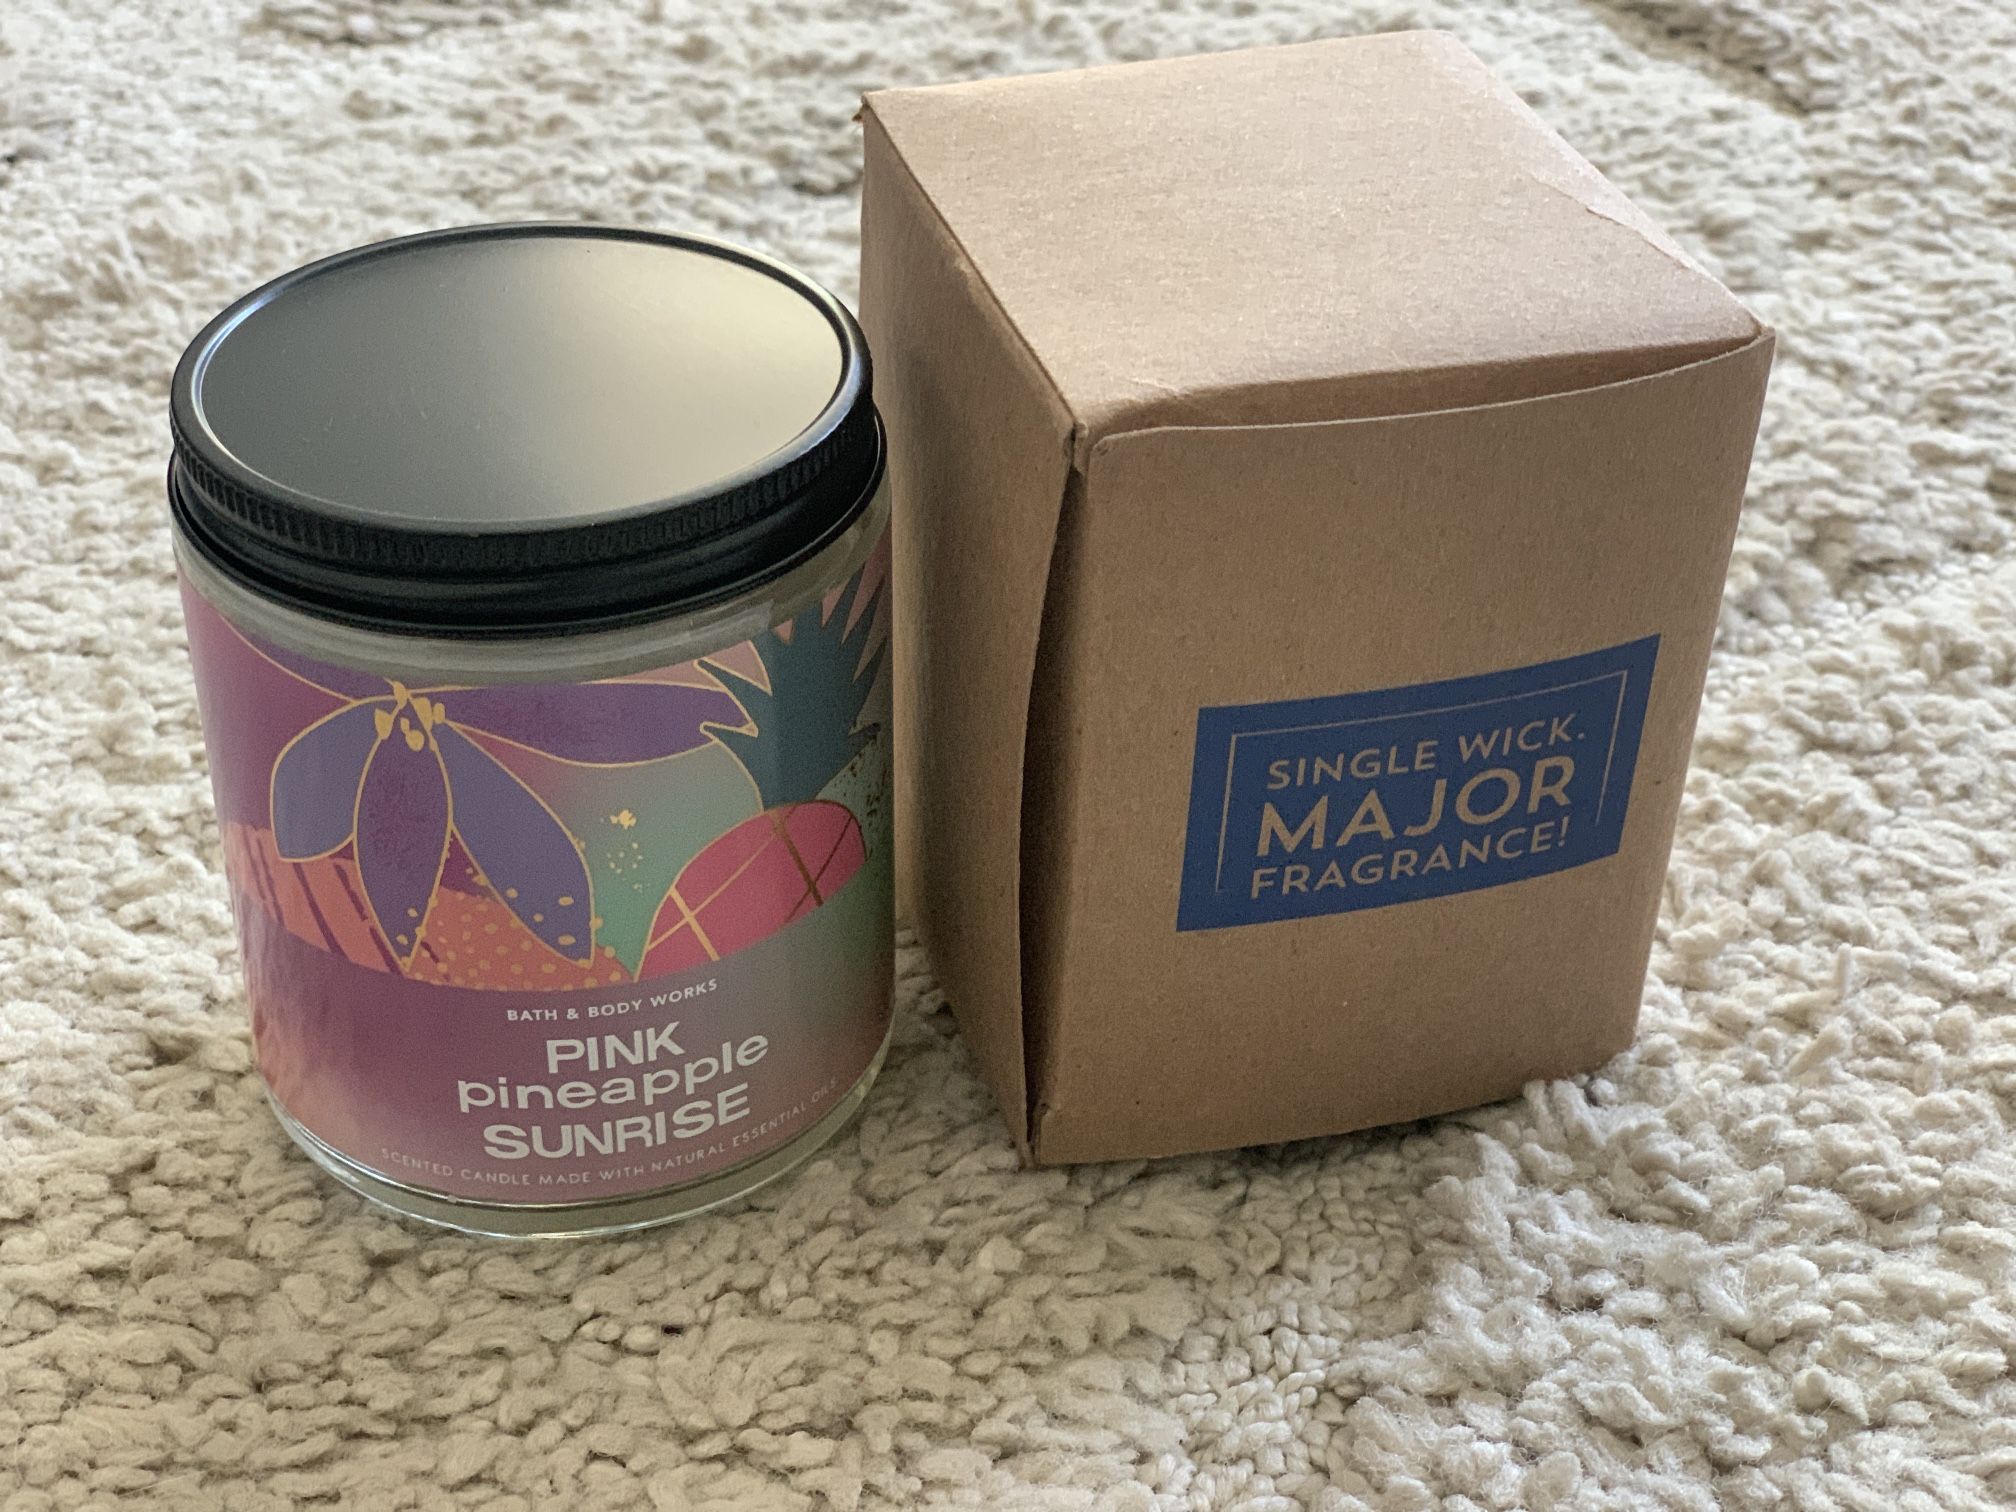 BATH & BODY WORKS
PINK
pineapple
SUNRISE
SCENTED CANDLE MADE WITH NATURAL ESSENTIAL OILS
SINGLE WICK.
MAJOR
FRAGRANCE!